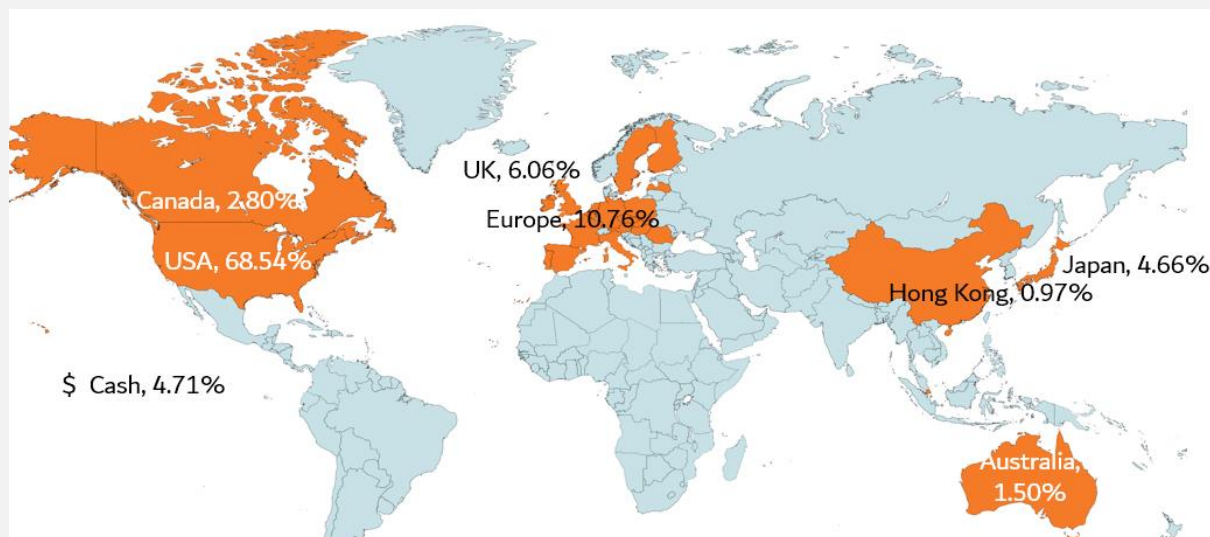 UK, 6.06%
Canada, 2.80%
Europe, 10.76%
USA, 68.54%
Japan, 4.66%
Hong Kong, 0.97%
$ Cash, 4.71%
Australia,
1.50%